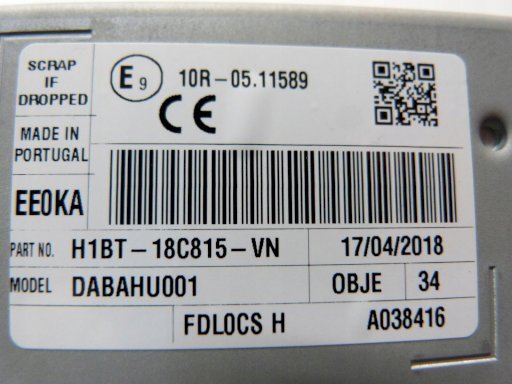 SCRAP
IF
DROPPED
E9 10R-05.11589
CE
MADE IN
PORTUGAL
EE0KA
PART NO. H1BT-18C815-VN 17/04/2018
MODEL DABAHU001 OBJE 34
FDLOCS H A038416